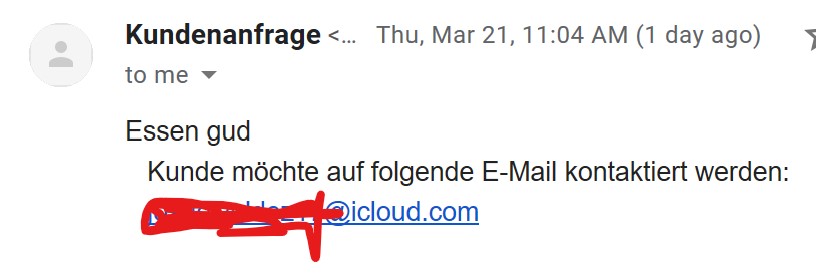 Kundenanfrage <... Thu, Mar 21, 11:04 AM (1 day ago)
to me
Essen gud
Kunde möchte auf folgende E-Mail kontaktiert werden:
@icloud.com